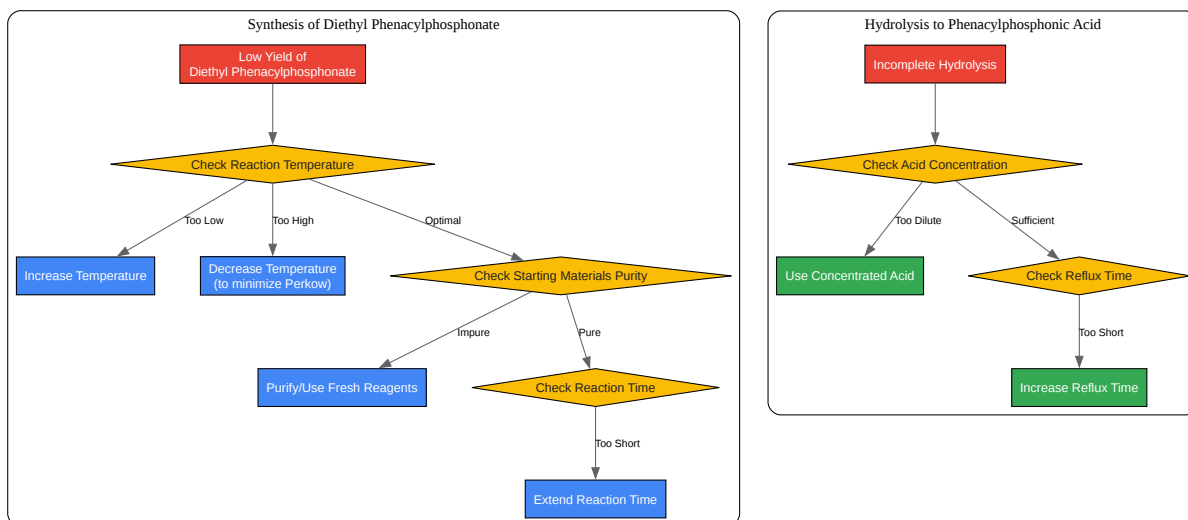 Synthesis of Diethyl Phenacylphosphonate
Low Yield of
Diethyl Phenacylphosphonate
Check Reaction Temperature
Too Low
Too High
Optimal
Increase Temperature
Decrease Temperature
(to minimize Perkow)
Check Starting Materials Purity
Impure
Pure
Purify/Use Fresh Reagents
Check Reaction Time
Too Short
Extend Reaction Time
Hydrolysis to Phenacylphosphonic Acid
Incomplete Hydrolysis
Check Acid Concentration
Too Dilute
Sufficient
Use Concentrated Acid
Check Reflux Time
Too Short
Increase Reflux Time